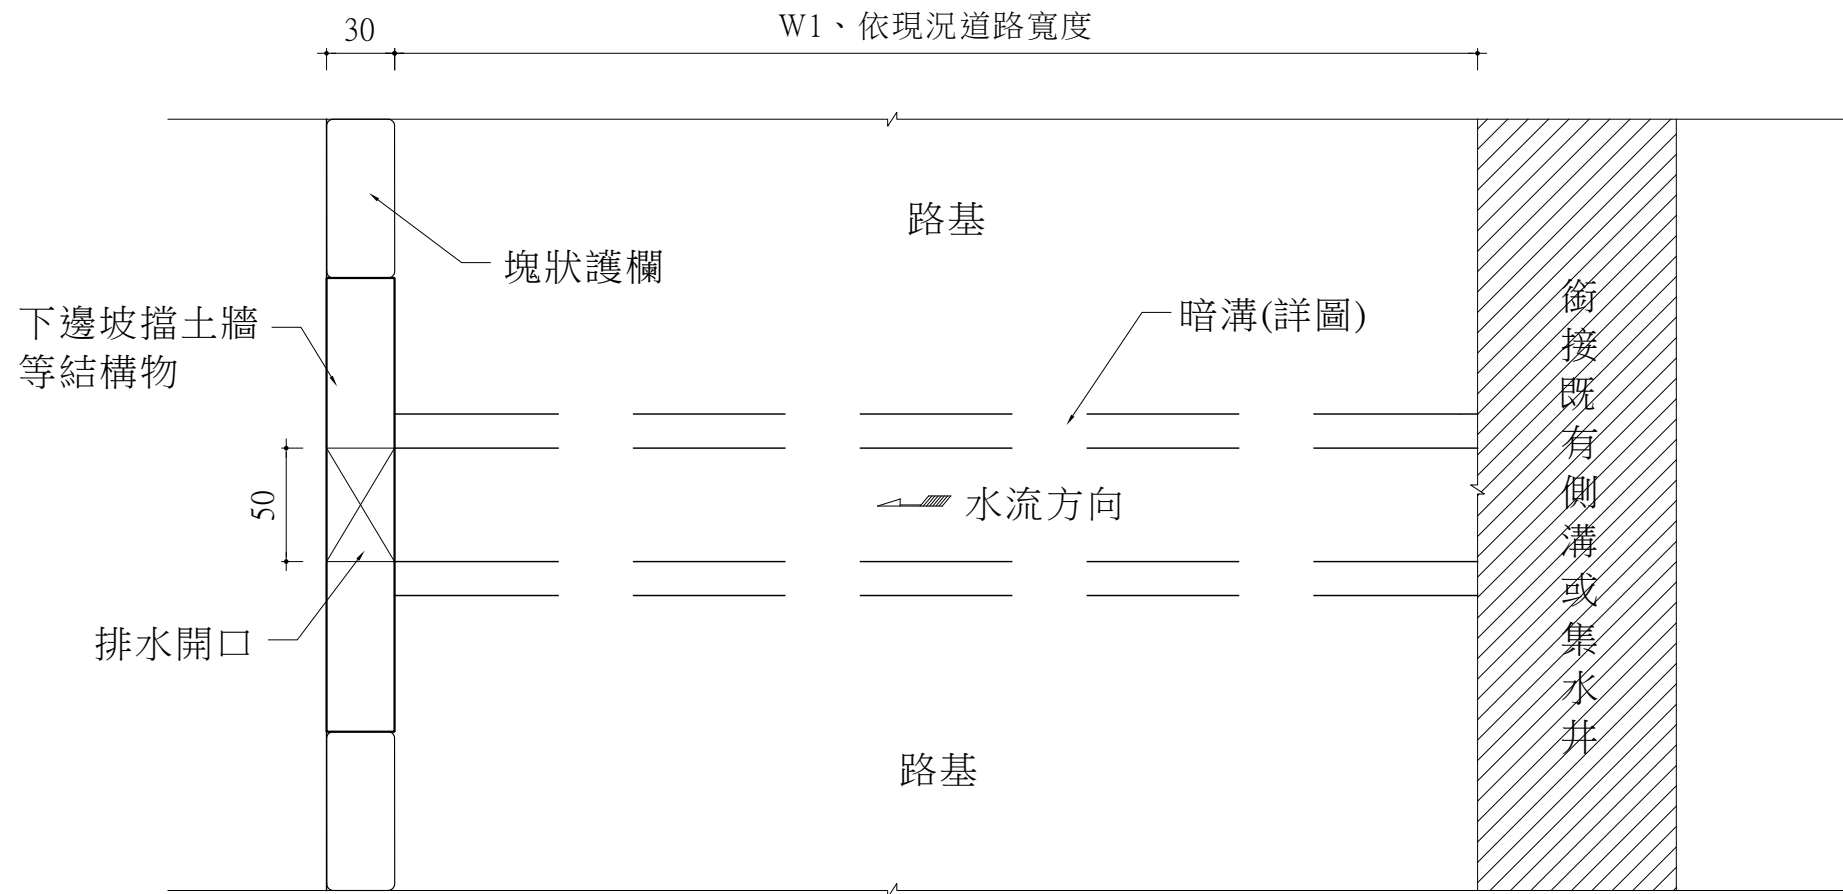 30
W1、依現況道路寬度
路基
塊狀護欄
下邊坡擋土牆
等結構物
暗溝(詳圖)
銜接既有側溝或集水井
50
水流方向
排水開口
路基